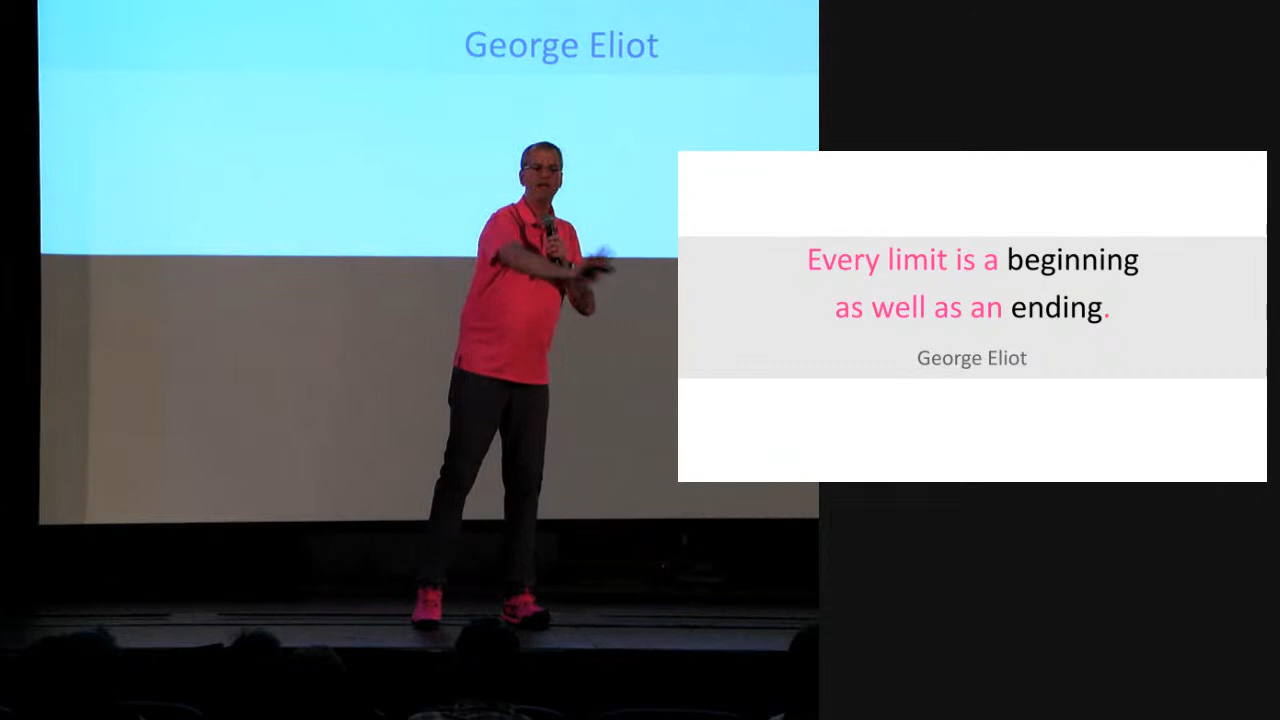 George Eliot
Every limit is a beginning
as well as an ending.
George Eliot